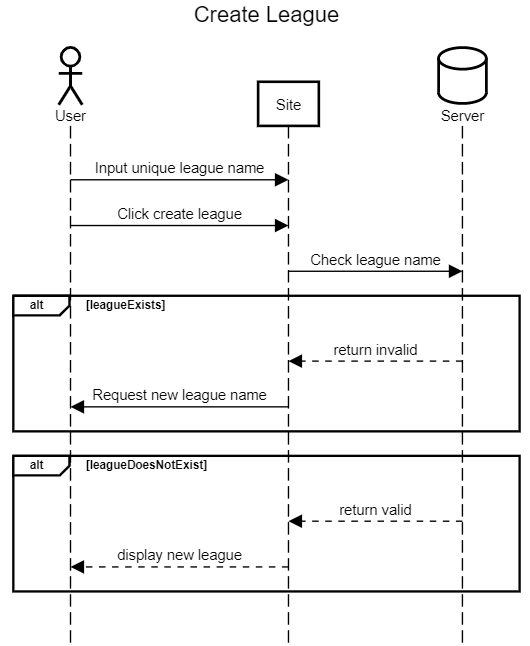 Create League
User
Site
Server
Input unique league name
Click create league
Check league name
alt [leagueExists]
return invalid
Request new league name
alt [leagueDoesNotExist]
return valid
display new league